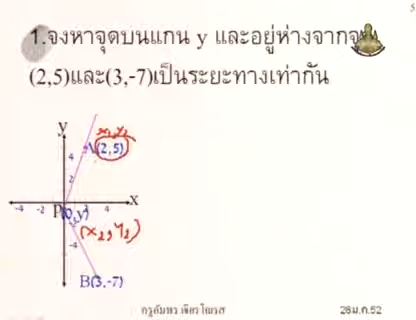 5
1.จงหาจุดบนแกน y และอยู่ห่างจากจุด
(2,5)และ(3,-7)เป็นระยะทางเท่ากัน
y
x₁,y₁
4
A(2,5)
2
-4 -2 2 4 x
P(0,y)
(x₂,y₂)
-4
B(3,-7)
28ม.ค.52